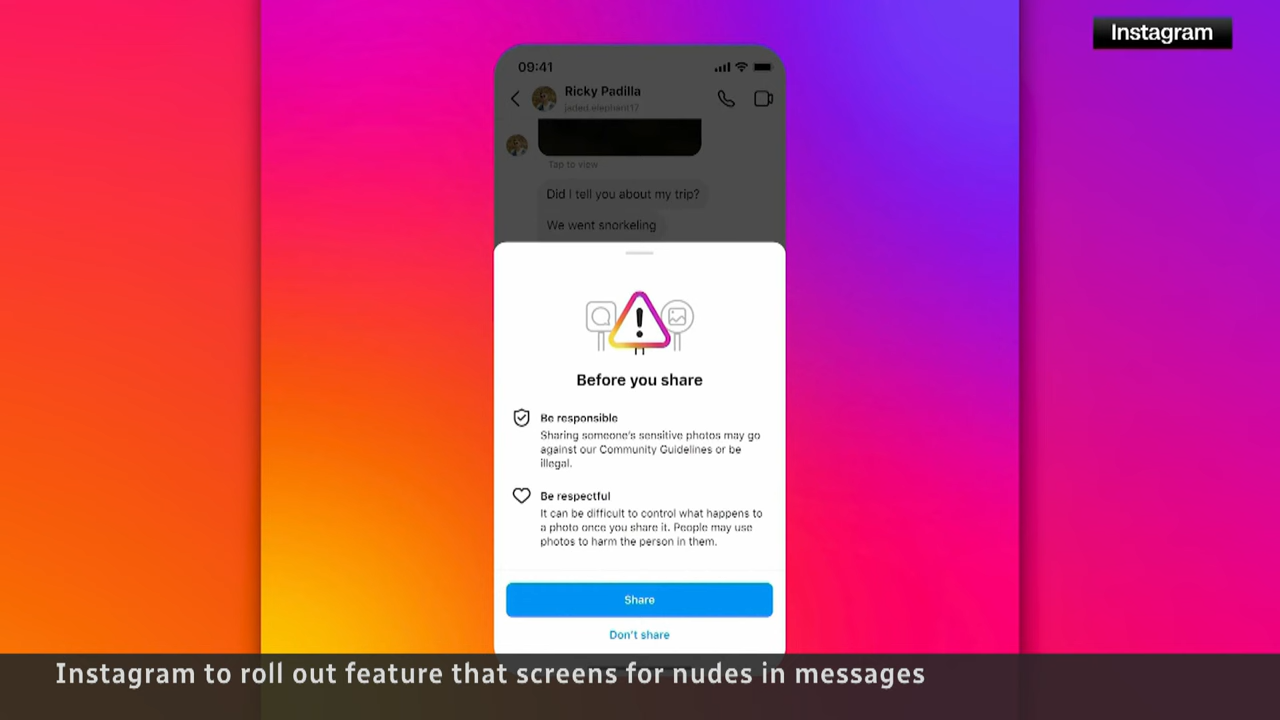 Instagram
09:41
Ricky Padilla
jaded.elephant17
Tap to view
Did I tell you about my trip?
We went snorkeling
Before you share
Be responsible
Sharing someone's sensitive photos may go
against our Community Guidelines or be
illegal.
Be respectful
It can be difficult to control what happens to
a photo once you share it. People may use
photos to harm the person in them.
Share
Don't share
Instagram to roll out feature that screens for nudes in messages